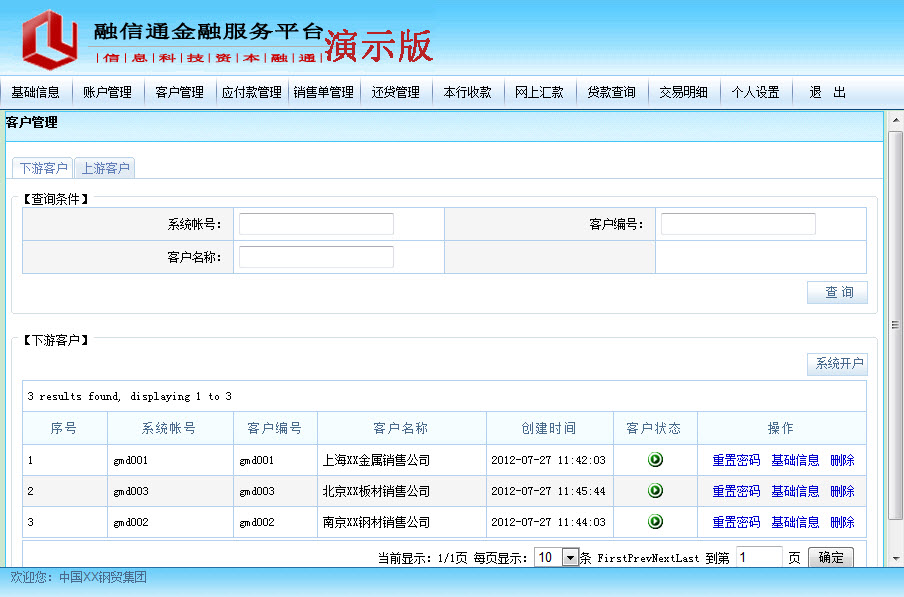 融信通金融服务平台
信息科技资本融通 演示版
基础信息 账户管理 客户管理 应付款管理 销售单管理 还贷管理 本行收款 网上汇款 贷款查询 交易明细 个人设置 退 出
客户管理
下游客户 上游客户
【查询条件】
系统帐号： 客户编号：
客户名称：
查 询
【下游客户】
系统开户
3 results found, displaying 1 to 3
序号 系统帐号 客户编号 客户名称 创建时间 客户状态 操作
1 gmd001 gmd001 上海XX金属销售公司 2012-07-27 11:42:03 重置密码 基础信息 删除
2 gmd003 gmd003 北京XX板材销售公司 2012-07-27 11:45:44 重置密码 基础信息 删除
3 gmd002 gmd002 南京XX钢材销售公司 2012-07-27 11:44:03 重置密码 基础信息 删除
当前显示：1/1页 每页显示：10 条 FirstPrevNextLast 到第 1 页 确定
欢迎您：中国XX钢贸集团